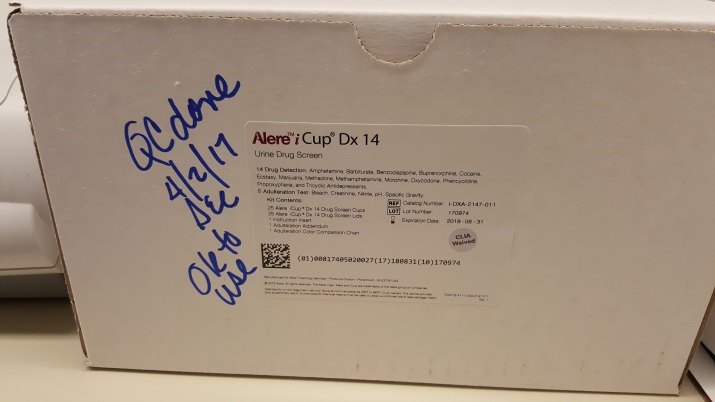 QC done
4/2/17
OK to
use
Alere™ i Cup® Dx 14
Urine Drug Screen
14 Drug Detection: Amphetamine, Barbiturate, Benzodiazepine, Buprenorphine, Cocaine,
Ecstasy, Marijuana, Methadone, Methamphetamine, Morphine, Oxycodone, Phencyclidine,
Propoxyphene, and Tricyclic Antidepressants
5 Adulteration Test: Bleach, Creatinine, Nitrite, pH, Specific Gravity
Kit Contents:
25 Alere iCup® Dx 14 Drug Screen Cups
25 Alere iCup® Dx 14 Drug Screen Lids
1 Instruction Insert
1 Adulteration Addendum
1 Adulteration Color Comparison Chart
REF Catalog Number: I-DXA-2147-011
LOT Lot Number: 170974
Expiration Date: 2018-08-31
CLIA
Waived
(01)00817405020027(17)180831(10)170974